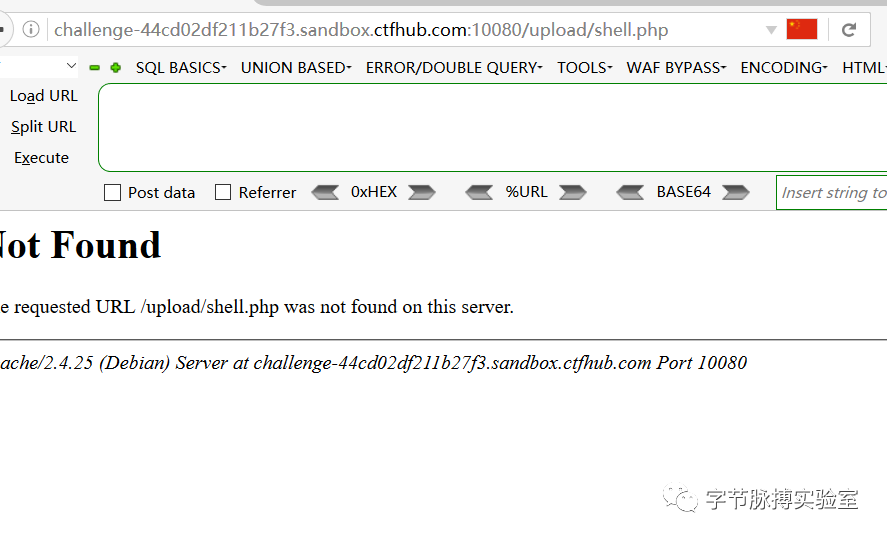 challenge-44cd02df211b27f3.sandbox.ctfhub.com:10080/upload/shell.php
SQL BASICS UNION BASED ERROR/DOUBLE QUERY TOOLS WAF BYPASS ENCODING HTML
Load URL
Split URL
Execute
Post data Referrer 0xHEX %URL BASE64 Insert string to
Not Found
e requested URL /upload/shell.php was not found on this server.
ache/2.4.25 (Debian) Server at challenge-44cd02df211b27f3.sandbox.ctfhub.com Port 10080
字节脉搏实验室